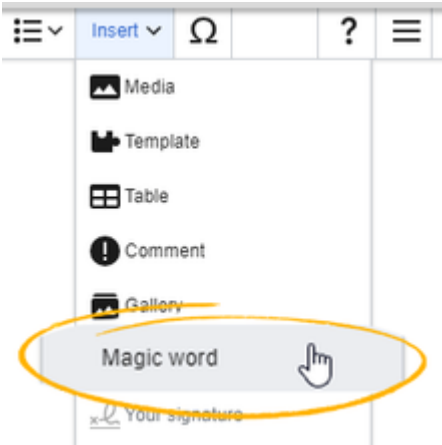 Insert Ω ?
Media
Template
Table
Comment
Gallery
Magic word
Your signature